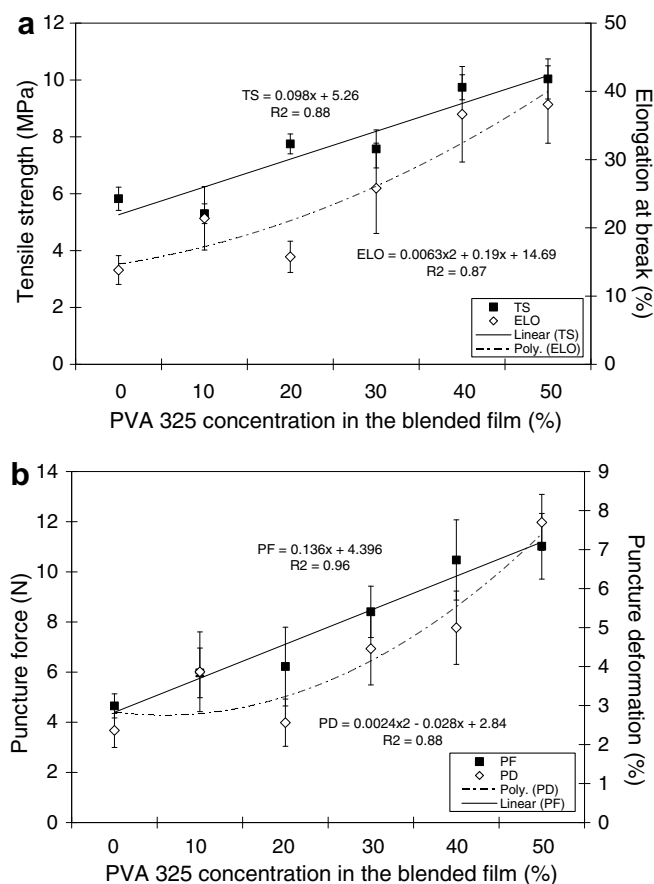 a
12
10
8
6
4
2
0
Tensile strength (MPa)
50
40
30
20
10
0
Elongation at break (%)
TS = 0.098x + 5.26
R2 = 0.88
ELO = 0.0063x2 + 0.19x + 14.69
R2 = 0.87
TS
ELO
Linear (TS)
Poly. (ELO)
0 10 20 30 40 50
PVA 325 concentration in the blended film (%)
b
14
12
10
8
6
4
2
0
Puncture force (N)
9
8
7
6
5
4
3
2
1
0
Puncture deformation (%)
PF = 0.136x + 4.396
R2 = 0.96
PD = 0.0024x2 - 0.028x + 2.84
R2 = 0.88
PF
PD
Poly. (PD)
Linear (PF)
0 10 20 30 40 50
PVA 325 concentration in the blended film (%)